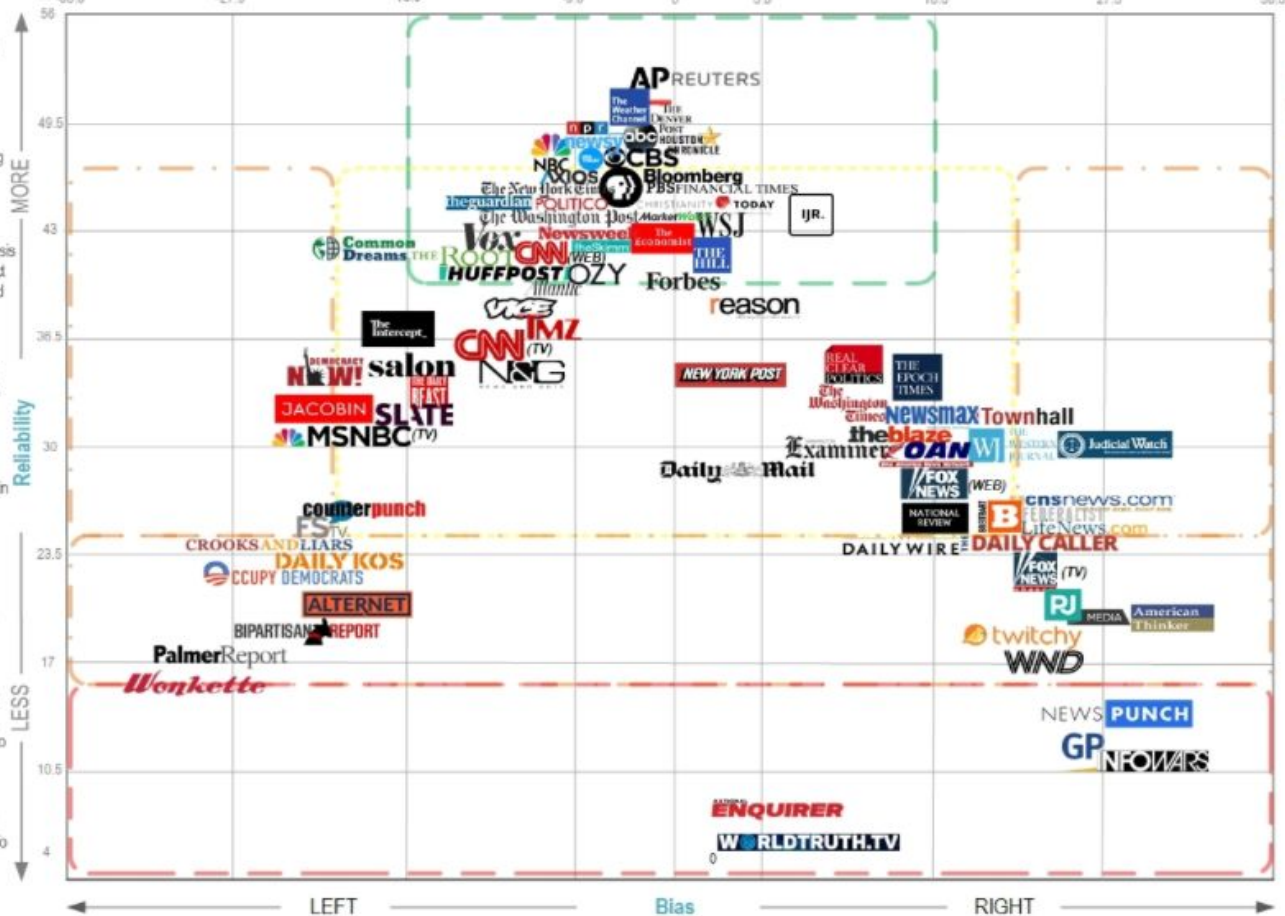 56
AP REUTERS
The Weather Channel
49.5
THE DENVER POST
npr
newsy
abc
HOUSTON CHRONICLE
NBC
CBS
AXIOS
Bloomberg
The New York Times
PBS
FINANCIAL TIMES
theguardian
POLITICO
CHRISTIANITY TODAY
IJR.
The Washington Post
MarketWatch
WSJ
MORE
43
Vox
Newsweek
The Economist
Common Dreams
THE ROOT
CNN (WEB)
theSkimm
THE HILL
HUFFPOST
OZY
Forbes
Atlantic
VICE
reason
The Intercept_
TMZ
36.5
CNN (TV)
DEMOCRACY NOW!
salon
N&G
NEW YORK POST
REAL CLEAR POLITICS
THE EPOCH TIMES
THE DAILY BEAST
The Washington Times
JACOBIN
SLATE
Newsmax
Townhall
Reliability
MSNBC (TV)
30
theblaze
Examiner
OAN
WJ
THE WESTERN JOURNAL
Judicial Watch
Daily Mail
FOX NEWS (WEB)
counterpunch
cnsnews.com
FSTV
NATIONAL REVIEW
B
FEDERALIST
LifeNews.com
CROOKS AND LIARS
DAILY WIRE
THE DAILY CALLER
23.5
DAILY KOS
OCCUPY DEMOCRATS
FOX NEWS (TV)
ALTERNET
PJ MEDIA
American Thinker
BIPARTISAN REPORT
twitchy
PalmerReport
17
WND
Wonkette
LESS
NEWS PUNCH
GP
INFOWARS
10.5
NATIONAL ENQUIRER
WORLDTRUTH.TV
4
0
LEFT
Bias
RIGHT